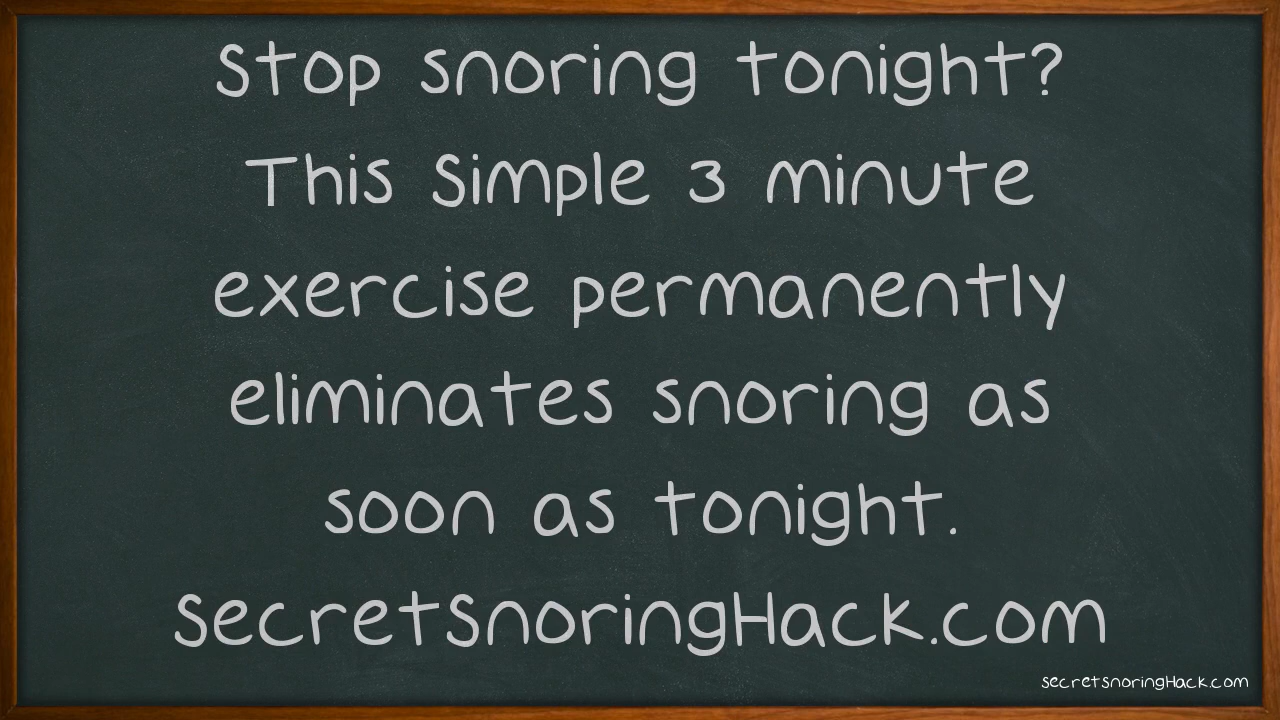 Stop snoring tonight?
This Simple 3 minute
exercise permanently
eliminates snoring as
soon as tonight.
SecretSnoringHack.com
secretsnoringHack.com